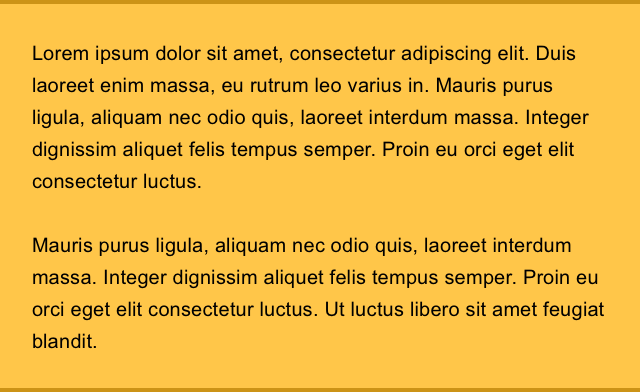 Lorem ipsum dolor sit amet, consectetur adipiscing elit. Duis
laoreet enim massa, eu rutrum leo varius in. Mauris purus
ligula, aliquam nec odio quis, laoreet interdum massa. Integer
dignissim aliquet felis tempus semper. Proin eu orci eget elit
consectetur luctus.
Mauris purus ligula, aliquam nec odio quis, laoreet interdum
massa. Integer dignissim aliquet felis tempus semper. Proin eu
orci eget elit consectetur luctus. Ut luctus libero sit amet feugiat
blandit.